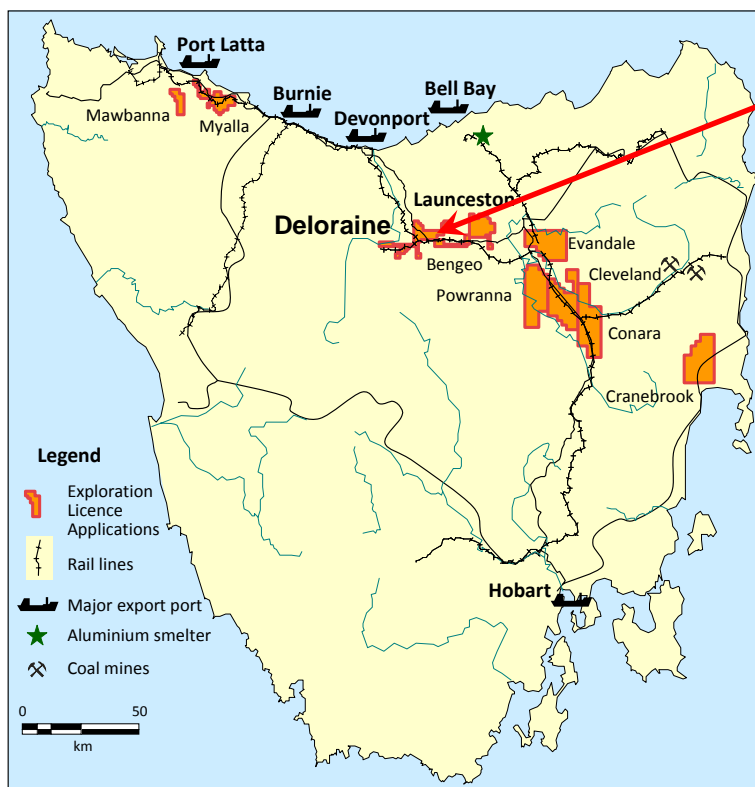 Port Latta
Burnie
Bell Bay
Devonport
Mawbanna
Myalla
Launceston
Deloraine
Evandale
Bengeo
Cleveland
Powranna
Conara
Cranebrook
Legend
Exploration
Licence
Applications
Rail lines
Major export port
Aluminium smelter
Coal mines
Hobart
0 50
km